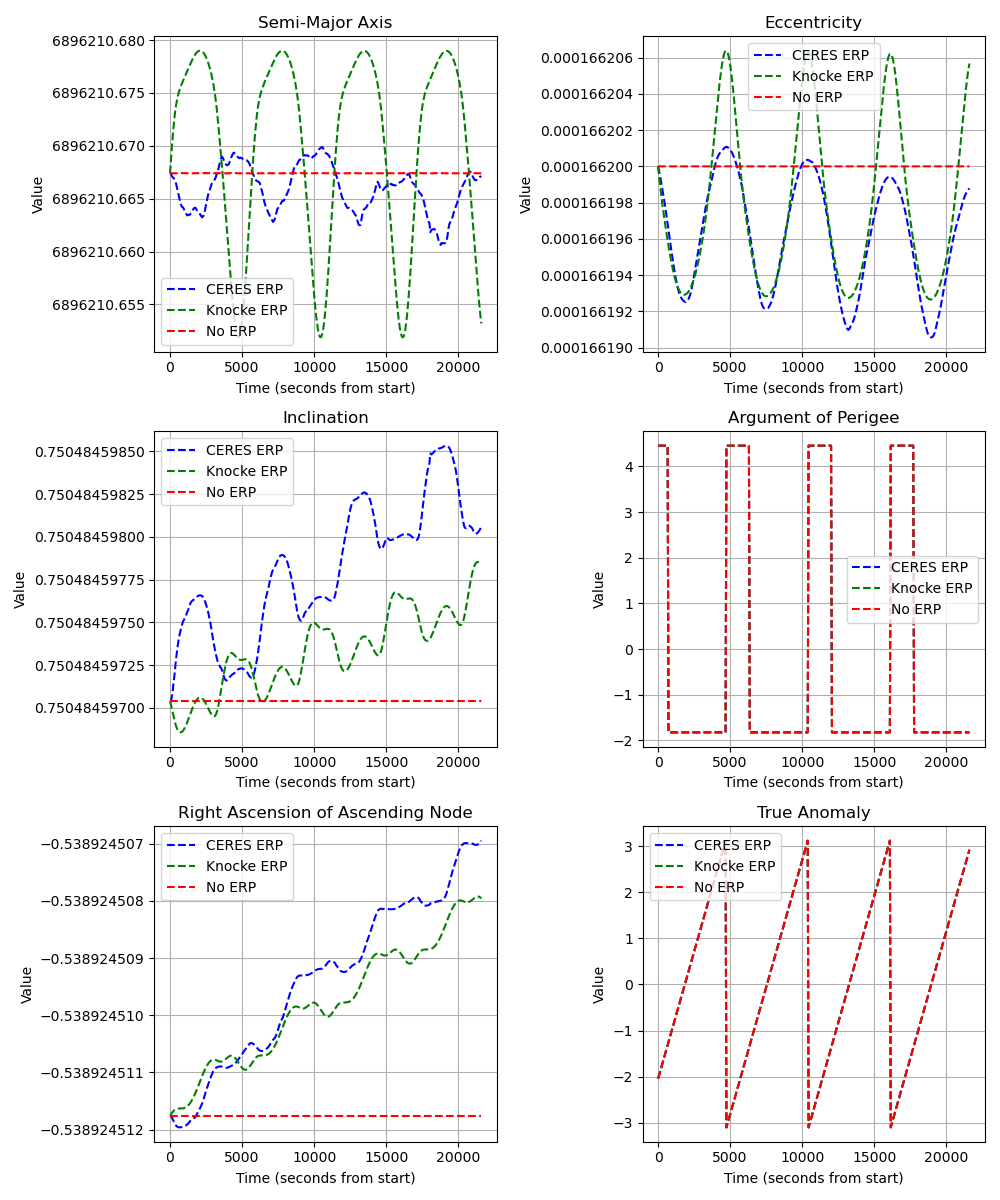 Semi-Major Axis
6896210.680
6896210.675
6896210.670
6896210.665
6896210.660
6896210.655
Value
CERES ERP
Knocke ERP
No ERP
0 5000 10000 15000 20000
Time (seconds from start)
Eccentricity
0.000166206
0.000166204
0.000166202
0.000166200
0.000166198
0.000166196
0.000166194
0.000166192
0.000166190
Value
CERES ERP
Knocke ERP
No ERP
0 5000 10000 15000 20000
Time (seconds from start)
Inclination
0.75048459850
0.75048459825
0.75048459800
0.75048459775
0.75048459750
0.75048459725
0.75048459700
Value
CERES ERP
Knocke ERP
No ERP
0 5000 10000 15000 20000
Time (seconds from start)
Argument of Perigee
4
3
2
1
0
−1
−2
Value
CERES ERP
Knocke ERP
No ERP
0 5000 10000 15000 20000
Time (seconds from start)
Right Ascension of Ascending Node
−0.538924507
−0.538924508
−0.538924509
−0.538924510
−0.538924511
−0.538924512
Value
CERES ERP
Knocke ERP
No ERP
0 5000 10000 15000 20000
Time (seconds from start)
True Anomaly
3
2
1
0
−1
−2
−3
Value
CERES ERP
Knocke ERP
No ERP
0 5000 10000 15000 20000
Time (seconds from start)